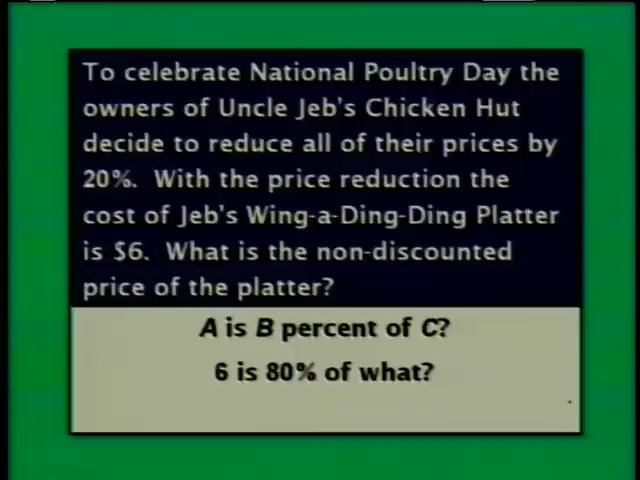 To celebrate National Poultry Day the
owners of Uncle Jeb's Chicken Hut
decide to reduce all of their prices by
20%. With the price reduction the
cost of Jeb's Wing-a-Ding-Ding Platter
is $6. What is the non-discounted
price of the platter?
A is B percent of C?
6 is 80% of what?